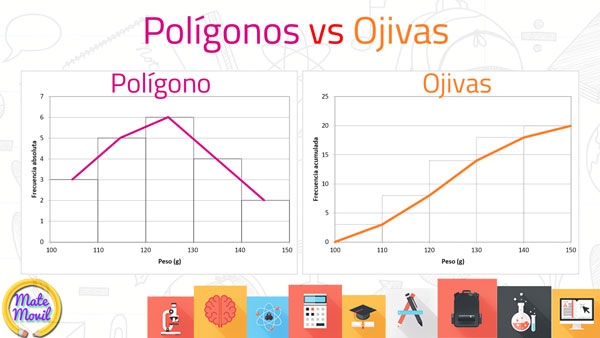 Polígonos vs Ojivas
Polígono
Frecuencia absoluta
7
6
5
4
3
2
1
0
100 110 120 130 140 150
Peso (g)
Ojivas
Frecuencia acumulada
25
20
15
10
5
0
100 110 120 130 140 150
Peso (g)
Mate
Movil